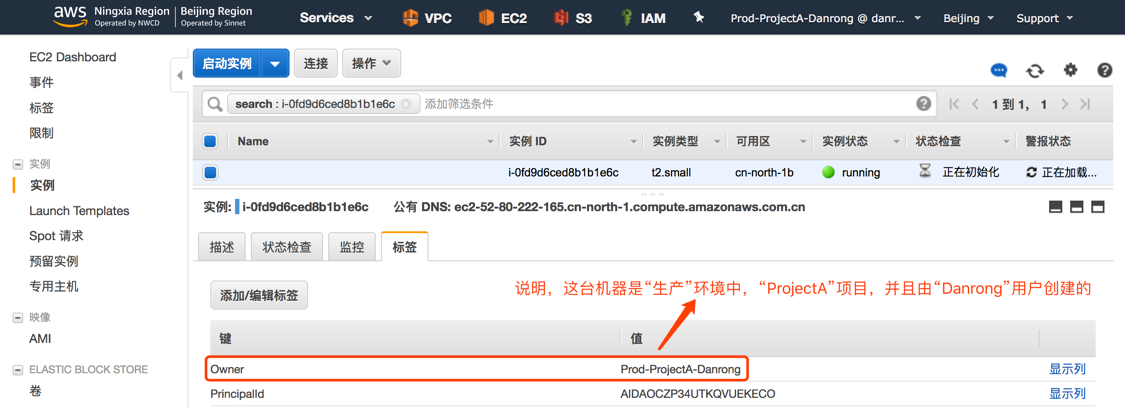 aws Ningxia Region Beijing Region
Operated by NWCD Operated by Sinnet
Services VPC EC2 S3 IAM Prod-ProjectA-Danrong @ danr... Beijing Support
EC2 Dashboard
事件
标签
限制
实例
实例
Launch Templates
Spot 请求
预留实例
专用主机
映像
AMI
ELASTIC BLOCK STORE
卷
启动实例 连接 操作
search : i-0fd9d6ced8b1b1e6c 添加筛选条件 1 到 1， 1
Name 实例 ID 实例类型 可用区 实例状态 状态检查 警报状态
i-0fd9d6ced8b1b1e6c t2.small cn-north-1b running 正在初始化 正在加载...
实例: i-0fd9d6ced8b1b1e6c 公有 DNS: ec2-52-80-222-165.cn-north-1.compute.amazonaws.com.cn
描述 状态检查 监控 标签
添加/编辑标签
说明，这台机器是“生产”环境中，“ProjectA”项目，并且由“Danrong”用户创建的
键 值
Owner Prod-ProjectA-Danrong 显示列
PrincipalId AIDAOCZP34UTKQVUEKECO 显示列